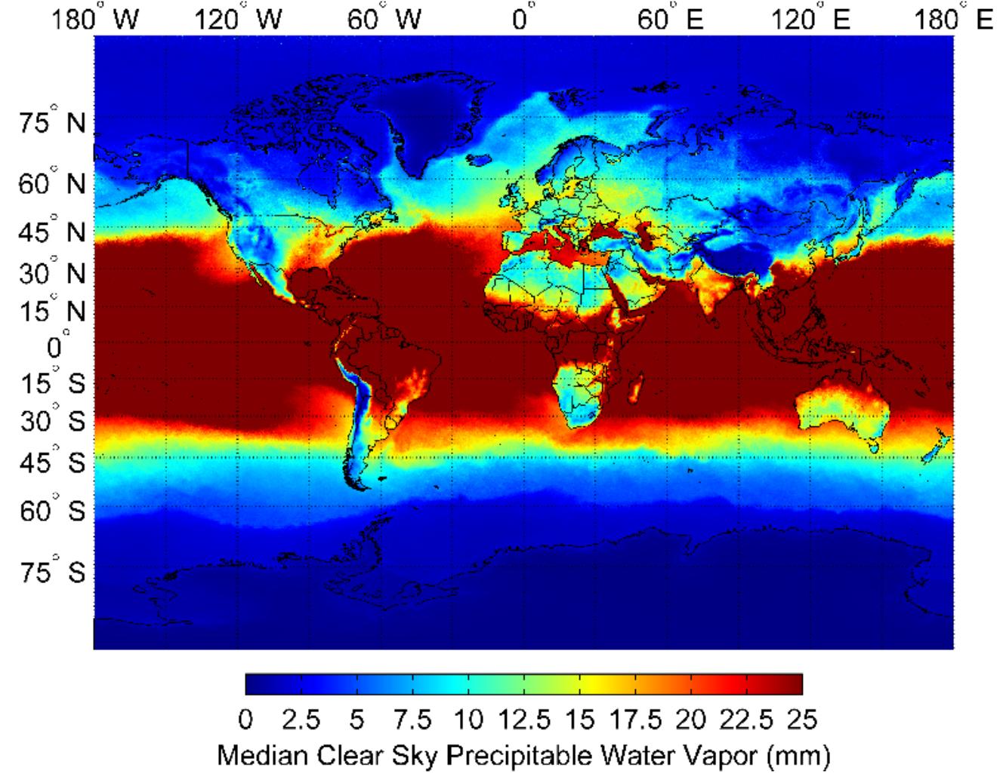 180° W 120° W 60° W 0° 60° E 120° E 180° E
75° N
60° N
45° N
30° N
15° N
0°
15° S
30° S
45° S
60° S
75° S
0 2.5 5 7.5 10 12.5 15 17.5 20 22.5 25
Median Clear Sky Precipitable Water Vapor (mm)